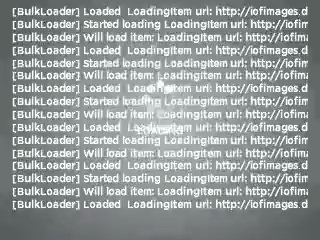 [BulkLoader] Loaded LoadingItem url: http://iofimages.d
[BulkLoader] Started loading LoadingItem url: http://iofin
[BulkLoader] Will load item: LoadingItem url: http://iofima
[BulkLoader] Loaded LoadingItem url: http://iofimages.d
[BulkLoader] Started loading LoadingItem url: http://iofin
[BulkLoader] Will load item: LoadingItem url: http://iofima
[BulkLoader] Loaded LoadingItem url: http://iofimages.d
[BulkLoader] Started loading LoadingItem url: http://iofin
[BulkLoader] Will load item: LoadingItem url: http://iofima
[BulkLoader] Loaded LoadingItem url: http://iofimages.d
[BulkLoader] Started loading LoadingItem url: http://iofin
[BulkLoader] Will load item: LoadingItem url: http://iofima
[BulkLoader] Loaded LoadingItem url: http://iofimages.d
[BulkLoader] Started loading LoadingItem url: http://iofin
[BulkLoader] Will load item: LoadingItem url: http://iofima
[BulkLoader] Loaded LoadingItem url: http://iofimages.d